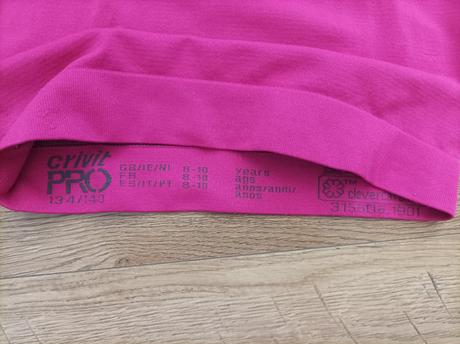 crivit
PRO
134/140
GB/IE/NI 8-10 years
FR 8-10 ans
ES/IT/PT 8-10 años/anni/
anos
™